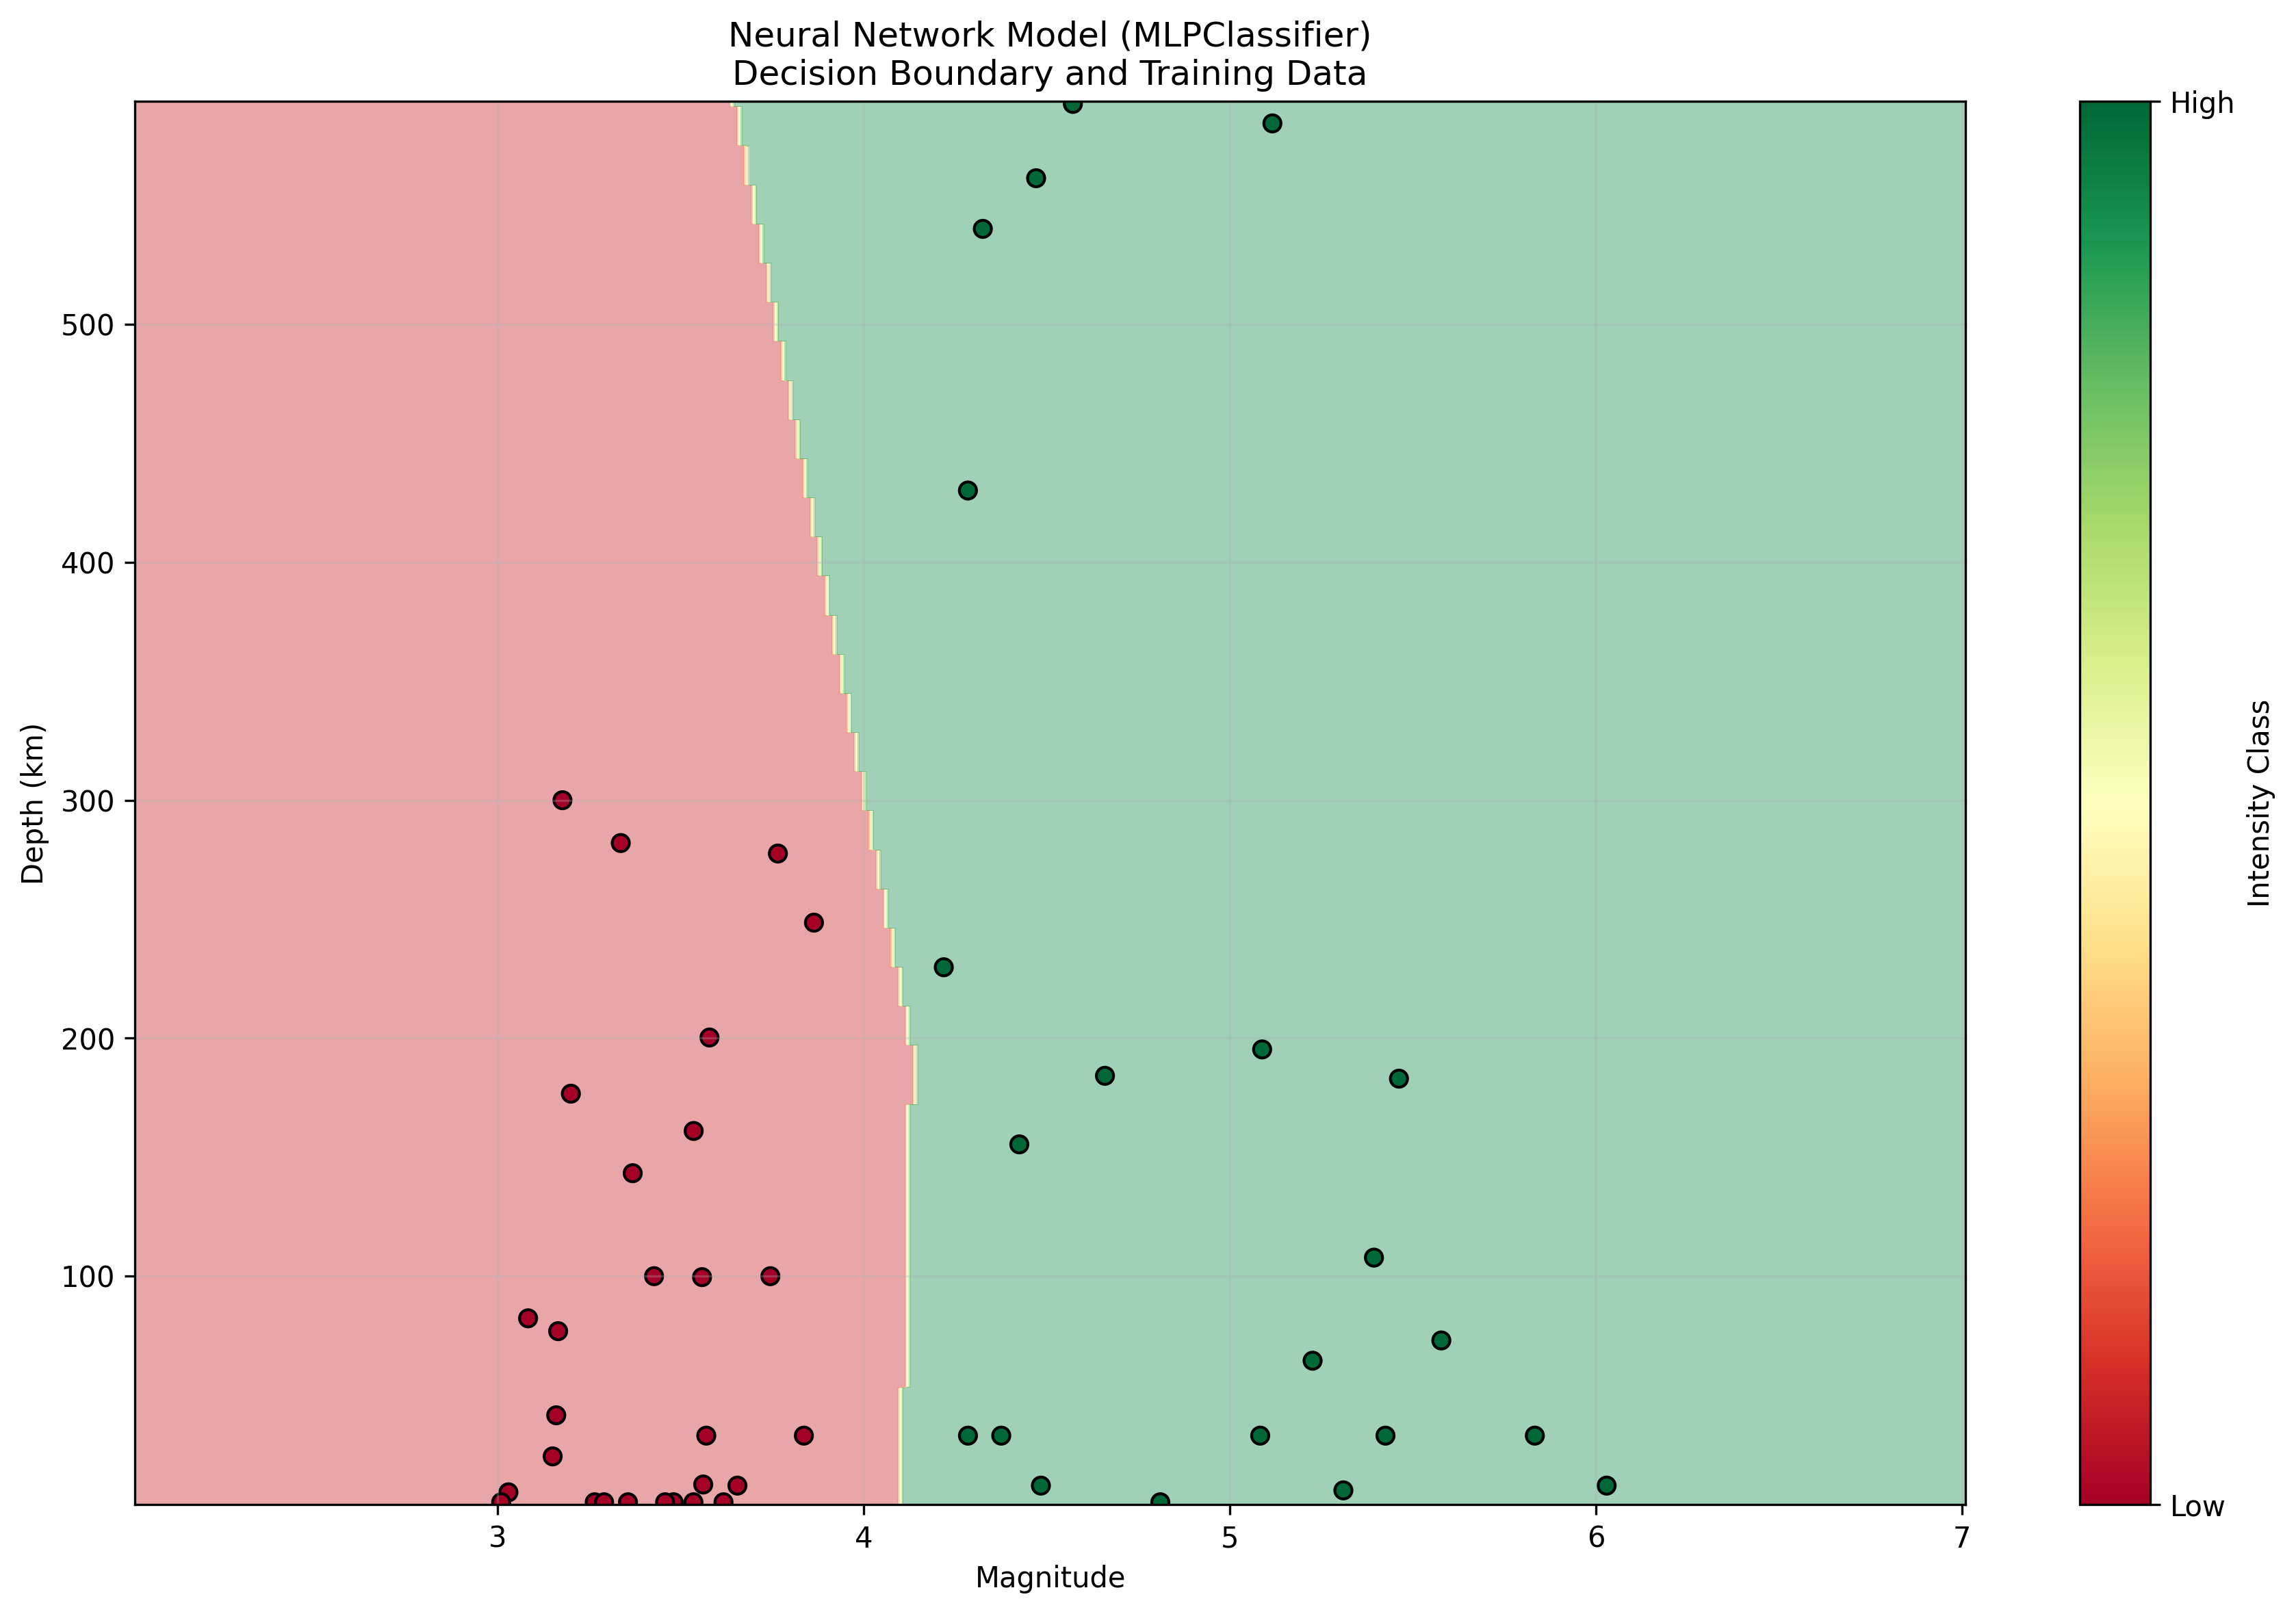 Neural Network Model (MLPClassifier)
Decision Boundary and Training Data
High
500
400
300
200
100
Depth (km)
Intensity Class
Low
3 4 5 6 7
Magnitude